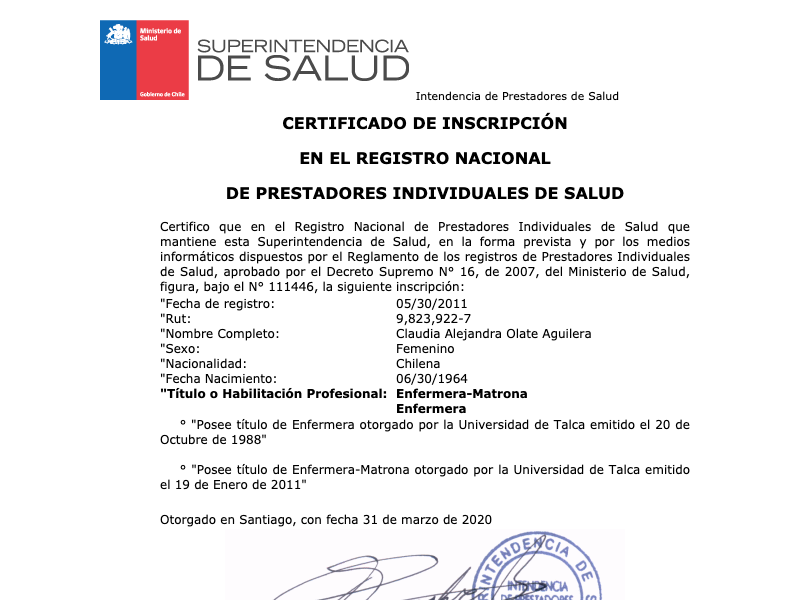 Ministerio de
Salud
Gobierno de Chile
SUPERINTENDENCIA
DE SALUD
Intendencia de Prestadores de Salud
CERTIFICADO DE INSCRIPCIÓN
EN EL REGISTRO NACIONAL
DE PRESTADORES INDIVIDUALES DE SALUD
Certifico que en el Registro Nacional de Prestadores Individuales de Salud que
mantiene esta Superintendencia de Salud, en la forma prevista y por los medios
informáticos dispuestos por el Reglamento de los registros de Prestadores Individuales
de Salud, aprobado por el Decreto Supremo N° 16, de 2007, del Ministerio de Salud,
figura, bajo el N° 111446, la siguiente inscripción:
"Fecha de registro: 05/30/2011
"Rut: 9,823,922-7
"Nombre Completo: Claudia Alejandra Olate Aguilera
"Sexo: Femenino
"Nacionalidad: Chilena
"Fecha Nacimiento: 06/30/1964
"Título o Habilitación Profesional: Enfermera-Matrona
Enfermera
° "Posee título de Enfermera otorgado por la Universidad de Talca emitido el 20 de
Octubre de 1988"
° "Posee título de Enfermera-Matrona otorgado por la Universidad de Talca emitido
el 19 de Enero de 2011"
Otorgado en Santiago, con fecha 31 de marzo de 2020
INTENDENCIA DE
INTENDENCIA
DE PRESTADORES